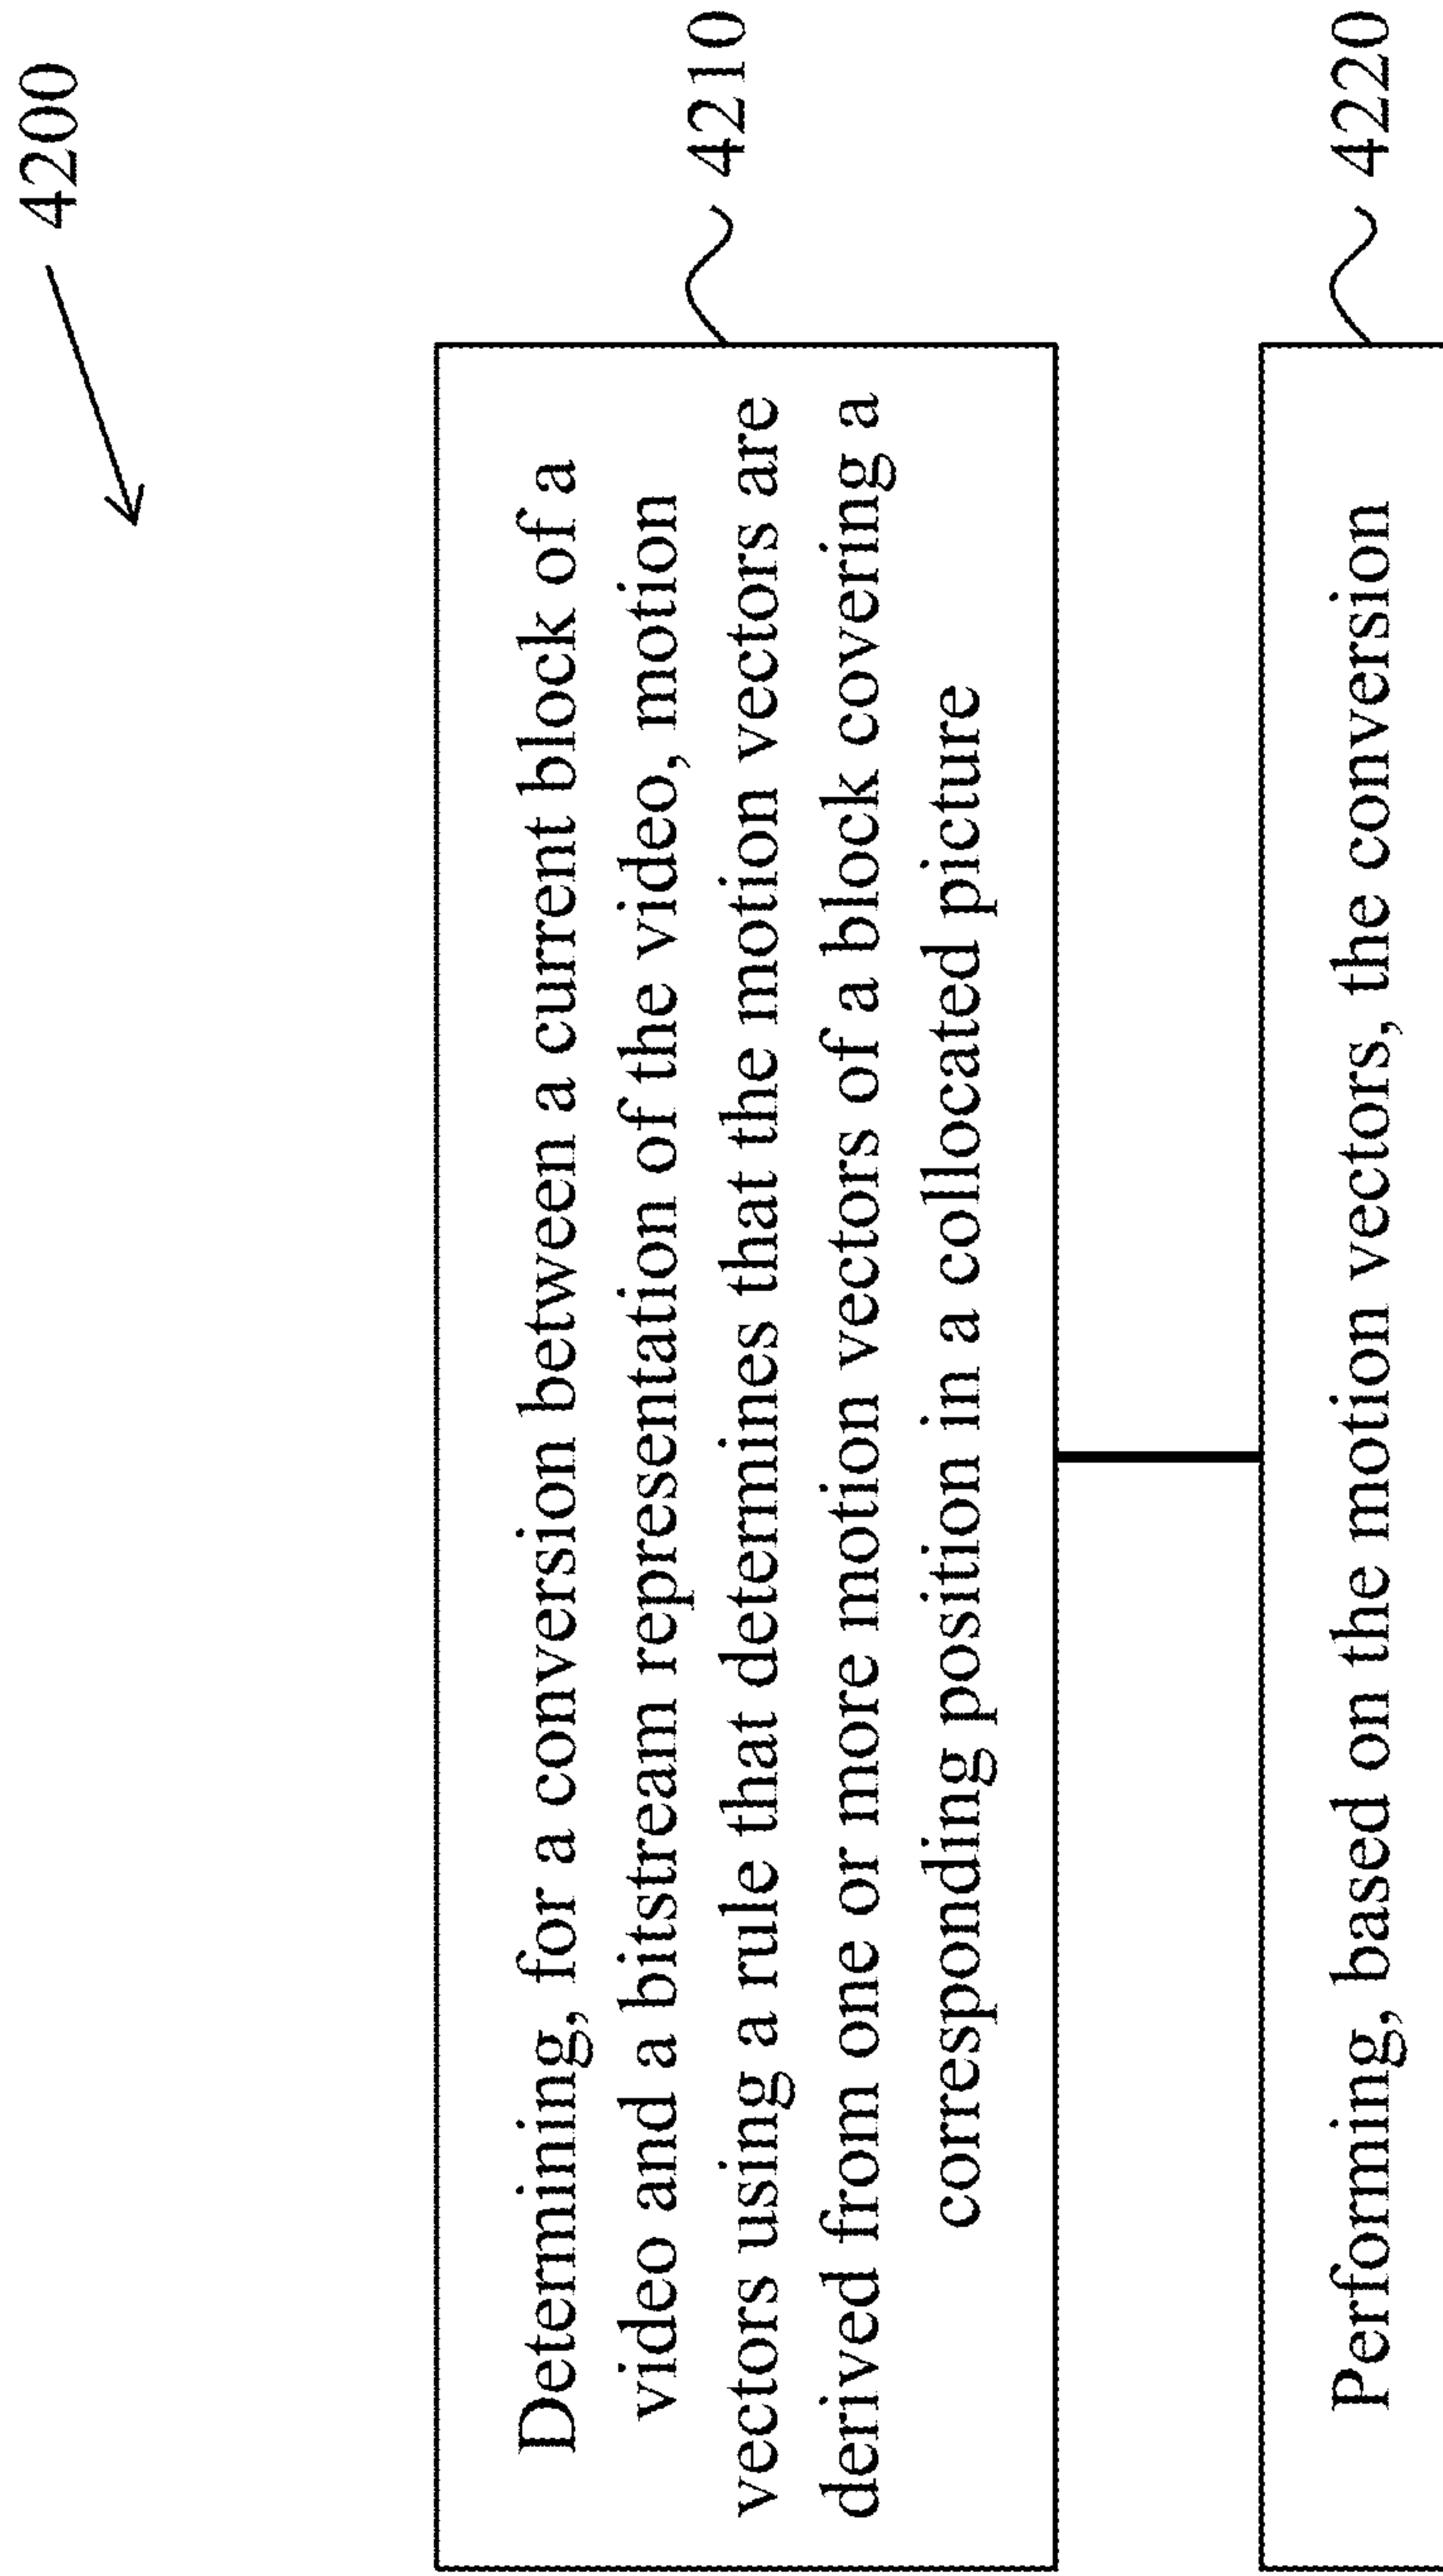 4200
Determining, for a conversion between a current block of a
video and a bitstream representation of the video, motion
vectors using a rule that determines that the motion vectors are
derived from one or more motion vectors of a block covering a
corresponding position in a collocated picture
4210
Performing, based on the motion vectors, the conversion
4220